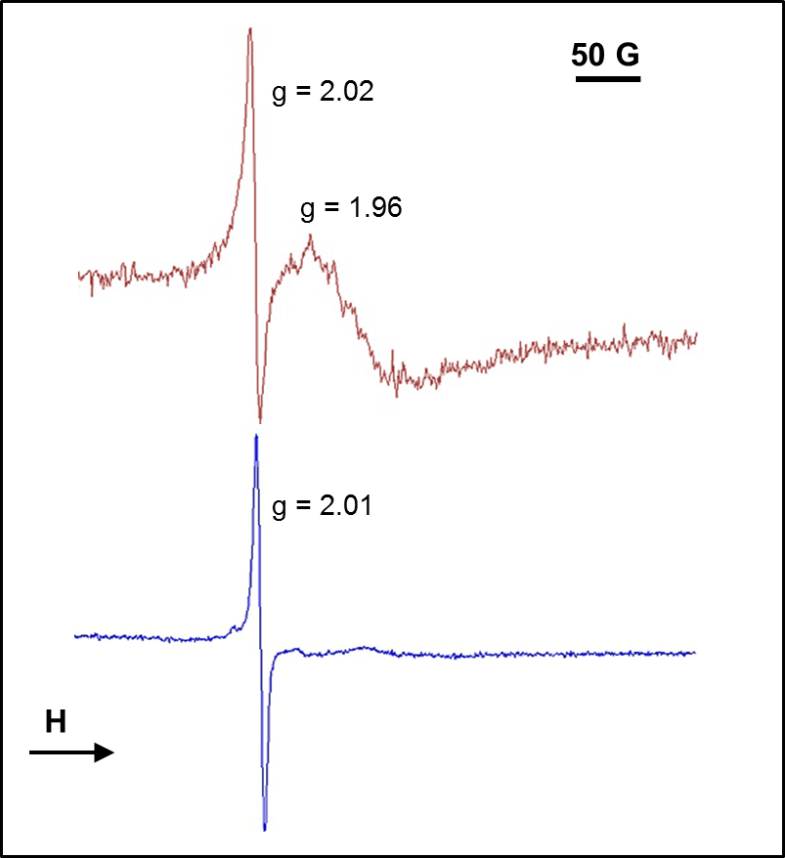 50 G
g = 2.02
g = 1.96
g = 2.01
H